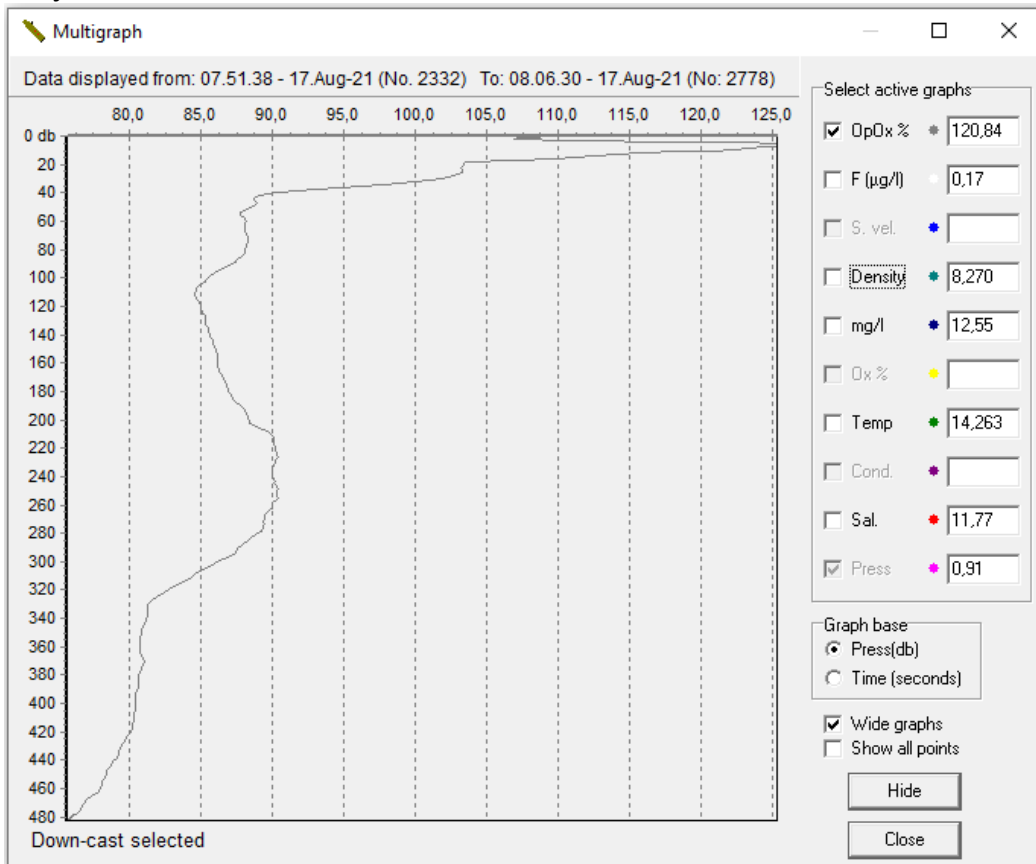 Multigraph
Data displayed from: 07.51.38 - 17.Aug-21 (No. 2332) To: 08.06.30 - 17.Aug-21 (No: 2778)
80,0 85,0 90,0 95,0 100,0 105,0 110,0 115,0 120,0 125,0
0 db
20
40
60
80
100
120
140
160
180
200
220
240
260
280
300
320
340
360
380
400
420
440
460
480
Down-cast selected
Select active graphs
OpOx % 120,84
F (µg/l) 0,17
S. vel.
Density 8,270
mg/l 12,55
Ox %
Temp 14,263
Cond.
Sal. 11,77
Press 0,91
Graph base
Press(db)
Time (seconds)
Wide graphs
Show all points
Hide
Close